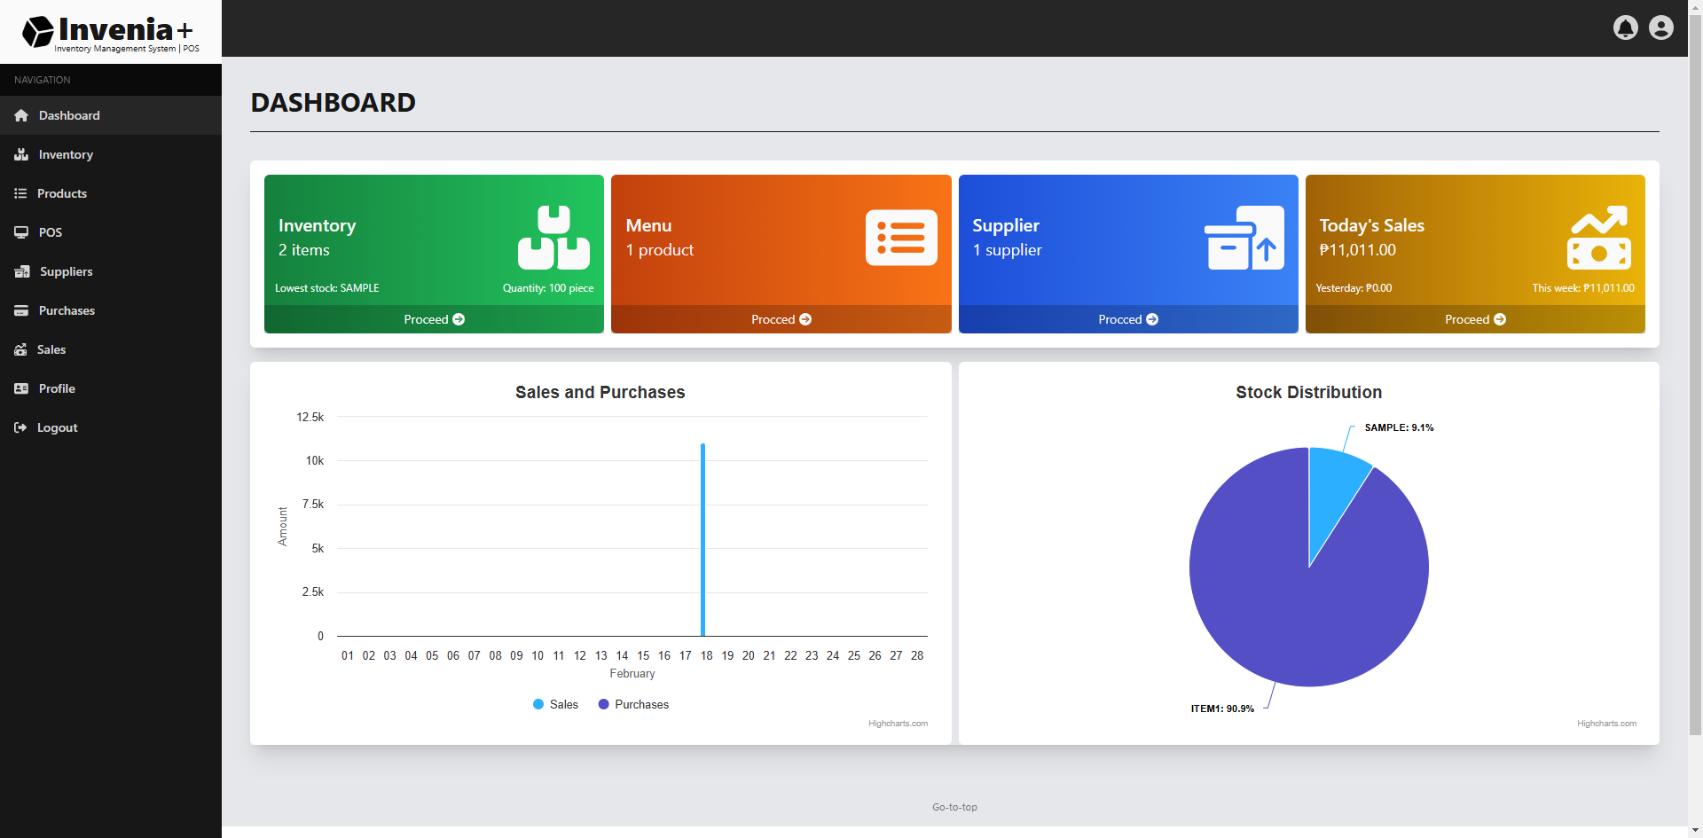 Invenia+
Inventory Management System | POS
NAVIGATION
Dashboard
Inventory
Products
POS
Suppliers
Purchases
Sales
Profile
Logout
DASHBOARD
Inventory
2 items
Lowest stock: SAMPLE
Quantity: 100 piece
Proceed
Menu
1 product
Procced
Supplier
1 supplier
Procced
Today's Sales
₱11,011.00
Yesterday: ₱0.00
This week: ₱11,011.00
Proceed
Sales and Purchases
12.5k
10k
7.5k
5k
2.5k
0
Amount
01 02 03 04 05 06 07 08 09 10 11 12 13 14 15 16 17 18 19 20 21 22 23 24 25 26 27 28
February
Sales Purchases
Highcharts.com
Stock Distribution
SAMPLE: 9.1%
ITEM1: 90.9%
Highcharts.com
Go-to-top